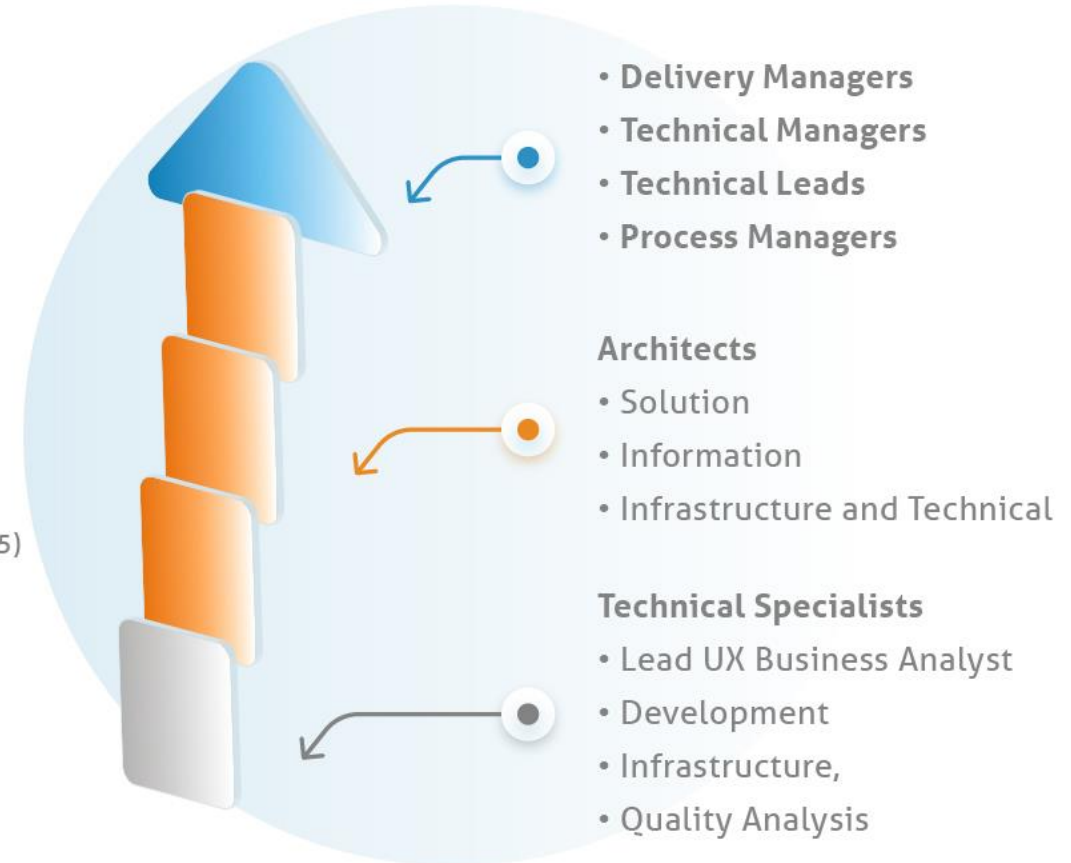 • Delivery Managers
• Technical Managers
• Technical Leads
• Process Managers
Architects
• Solution
• Information
• Infrastructure and Technical
5)
Technical Specialists
• Lead UX Business Analyst
• Development
• Infrastructure,
• Quality Analysis